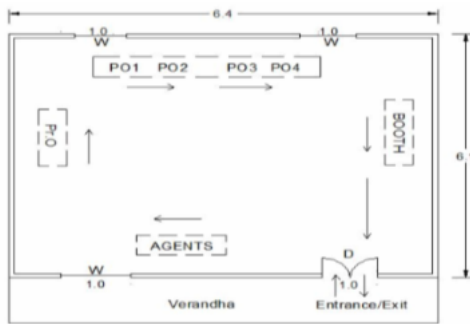 6.4
1.0 1.0
W W
PO1 PO2 PO3 PO4
Pr.O
BOOTH
AGENTS
W
1.0
D
1.0
Verandha Entrance/Exit